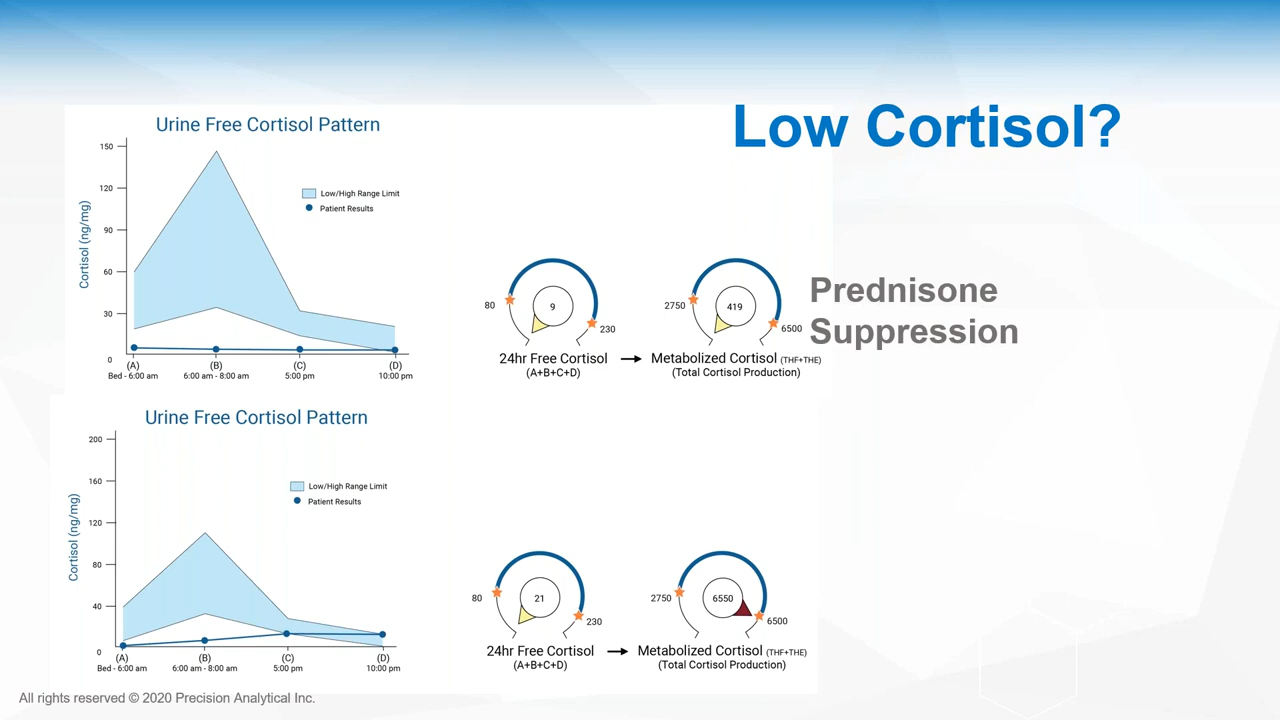 Low Cortisol?
Urine Free Cortisol Pattern
150
120
90
60
30
0
Cortisol (ng/mg)
Low/High Range Limit
Patient Results
(A)
Bed - 6:00 am
(B)
6:00 am - 8:00 am
(C)
5:00 pm
(D)
10:00 pm
80
9
230
24hr Free Cortisol
(A+B+C+D)
2750
419
6500
Metabolized Cortisol (THF+THE)
(Total Cortisol Production)
Prednisone
Suppression
Urine Free Cortisol Pattern
200
160
120
80
40
0
Cortisol (ng/mg)
Low/High Range Limit
Patient Results
(A)
Bed - 6:00 am
(B)
6:00 am - 8:00 am
(C)
5:00 pm
(D)
10:00 pm
80
21
230
24hr Free Cortisol
(A+B+C+D)
2750
6550
6500
Metabolized Cortisol (THF+THE)
(Total Cortisol Production)
All rights reserved © 2020 Precision Analytical Inc.